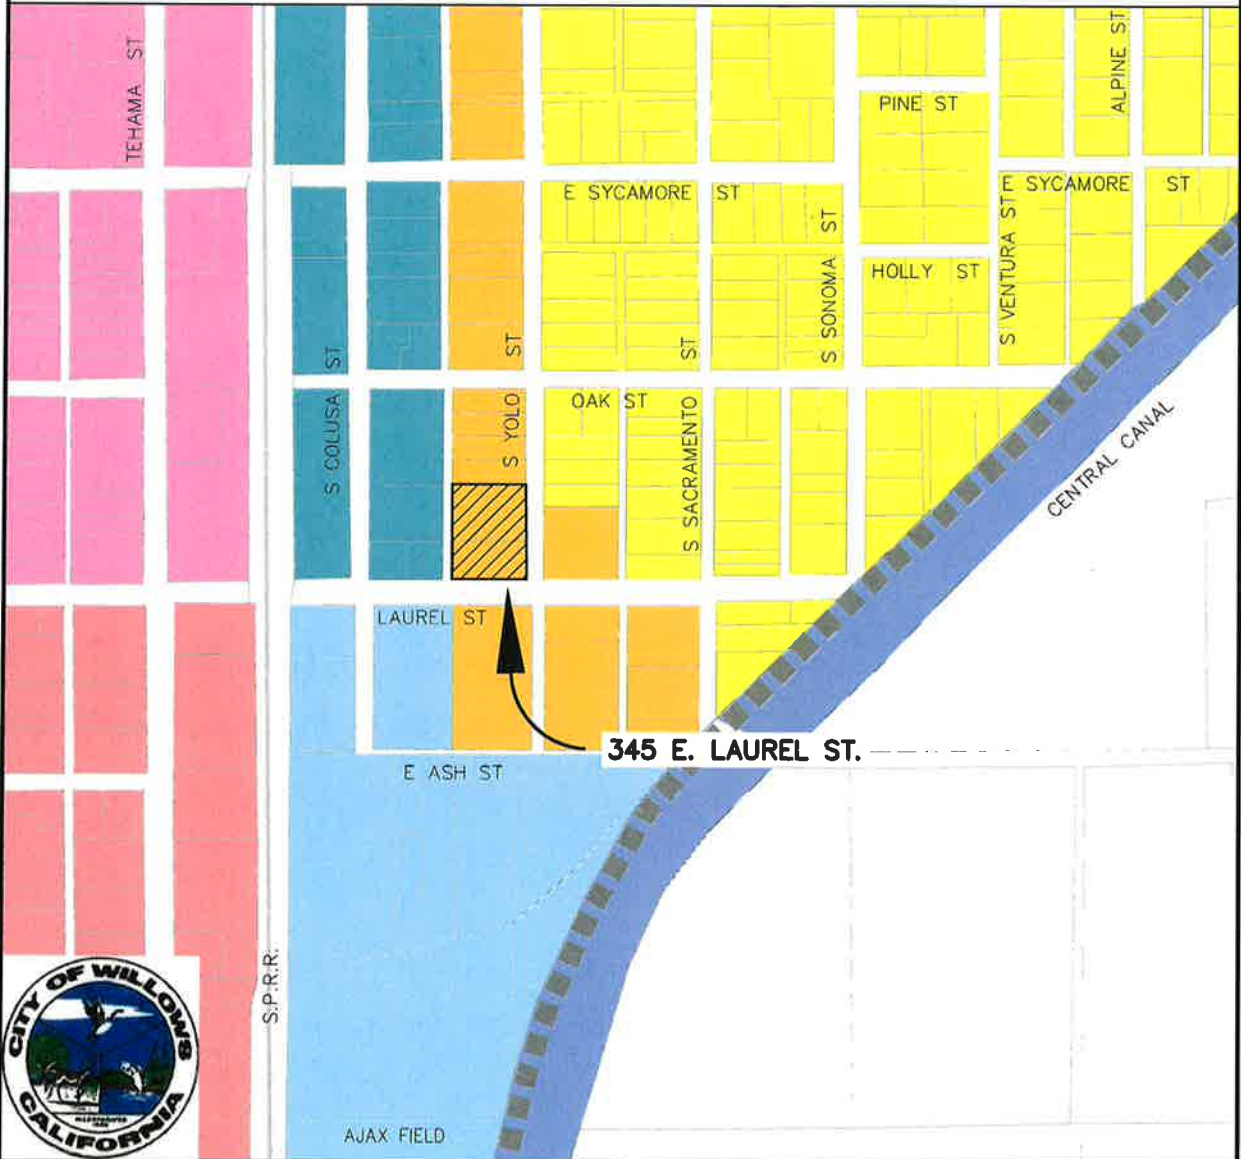 TEHAMA ST
ALPINE ST
PINE ST
E SYCAMORE ST
E SYCAMORE ST
S COLUSA ST
S YOLO ST
S SACRAMENTO ST
S SONOMA ST
HOLLY ST
S VENTURA ST
OAK ST
CENTRAL CANAL
LAUREL ST
345 E. LAUREL ST.
E ASH ST
S.P.R.R.
CITY OF WILLOWS
CALIFORNIA
AJAX FIELD